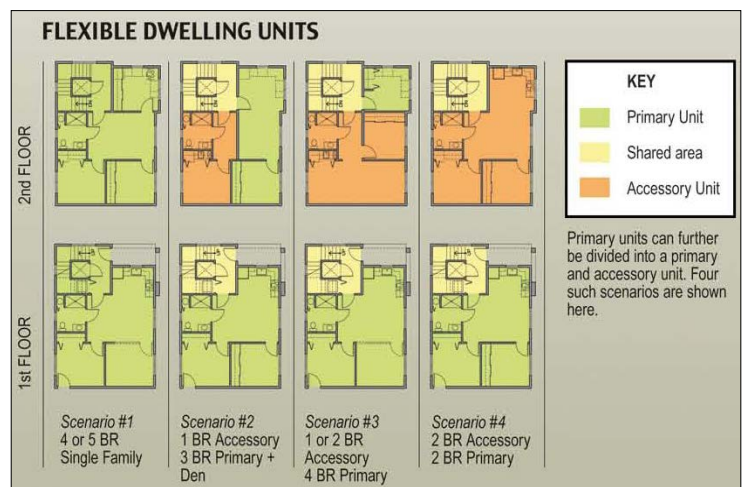 FLEXIBLE DWELLING UNITS
2nd FLOOR
1st FLOOR
Scenario #1
4 or 5 BR
Single Family
Scenario #2
1 BR Accessory
3 BR Primary +
Den
Scenario #3
1 or 2 BR
Accessory
4 BR Primary
Scenario #4
2 BR Accessory
2 BR Primary
KEY
Primary Unit
Shared area
Accessory Unit
Primary units can further
be divided into a primary
and accessory unit. Four
such scenarios are shown
here.